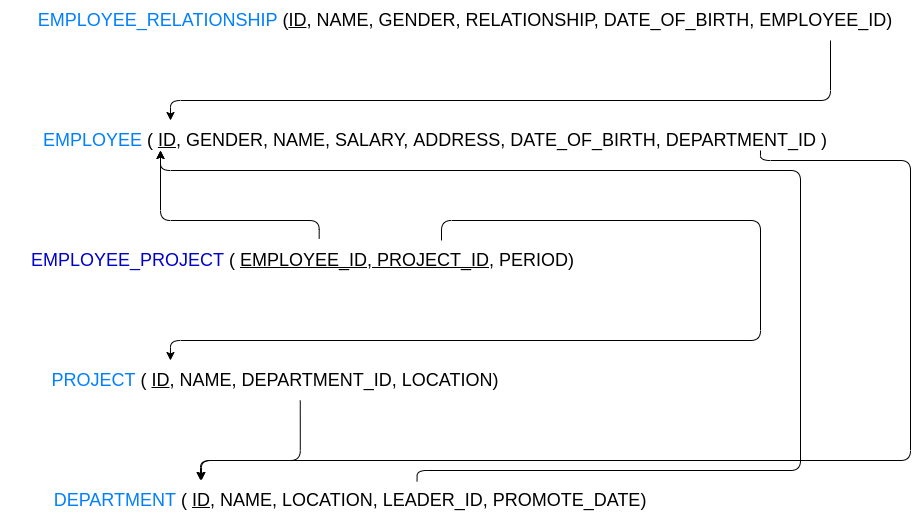 EMPLOYEE_RELATIONSHIP (ID, NAME, GENDER, RELATIONSHIP, DATE_OF_BIRTH, EMPLOYEE_ID)
EMPLOYEE ( ID, GENDER, NAME, SALARY, ADDRESS, DATE_OF_BIRTH, DEPARTMENT_ID )
EMPLOYEE_PROJECT ( EMPLOYEE_ID, PROJECT_ID, PERIOD)
PROJECT ( ID, NAME, DEPARTMENT_ID, LOCATION)
DEPARTMENT ( ID, NAME, LOCATION, LEADER_ID, PROMOTE_DATE)